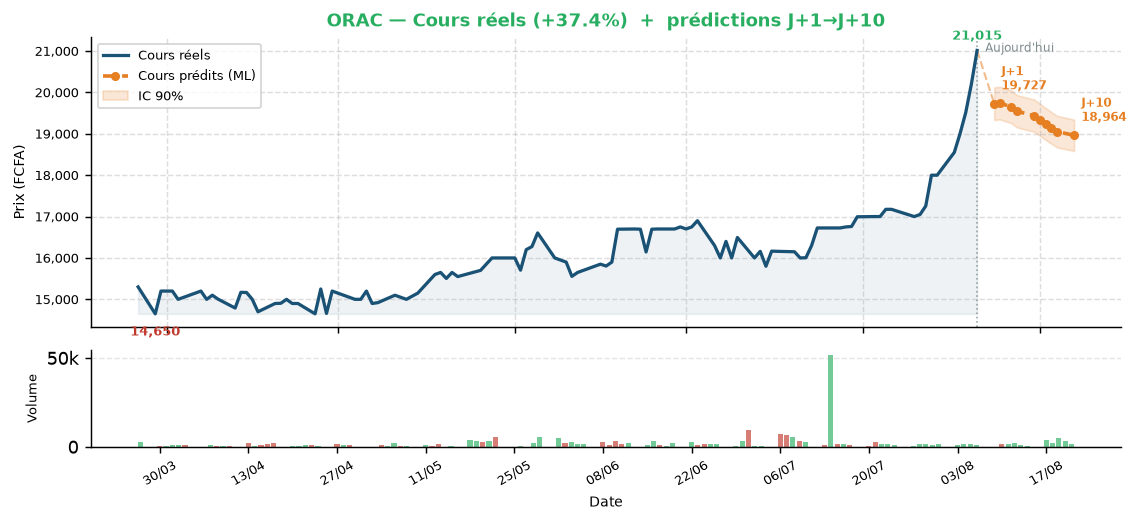 ORAC — Cours réels (+37.4%) + prédictions J+1→J+10
21,015
Aujourd'hui
Cours réels
Cours prédits (ML)
IC 90%
J+1
19,727
J+10
18,964
21,000
20,000
19,000
18,000
17,000
16,000
15,000
Prix (FCFA)
14,650
50k
0
Volume
30/03
13/04
27/04
11/05
25/05
08/06
22/06
06/07
20/07
03/08
17/08
Date